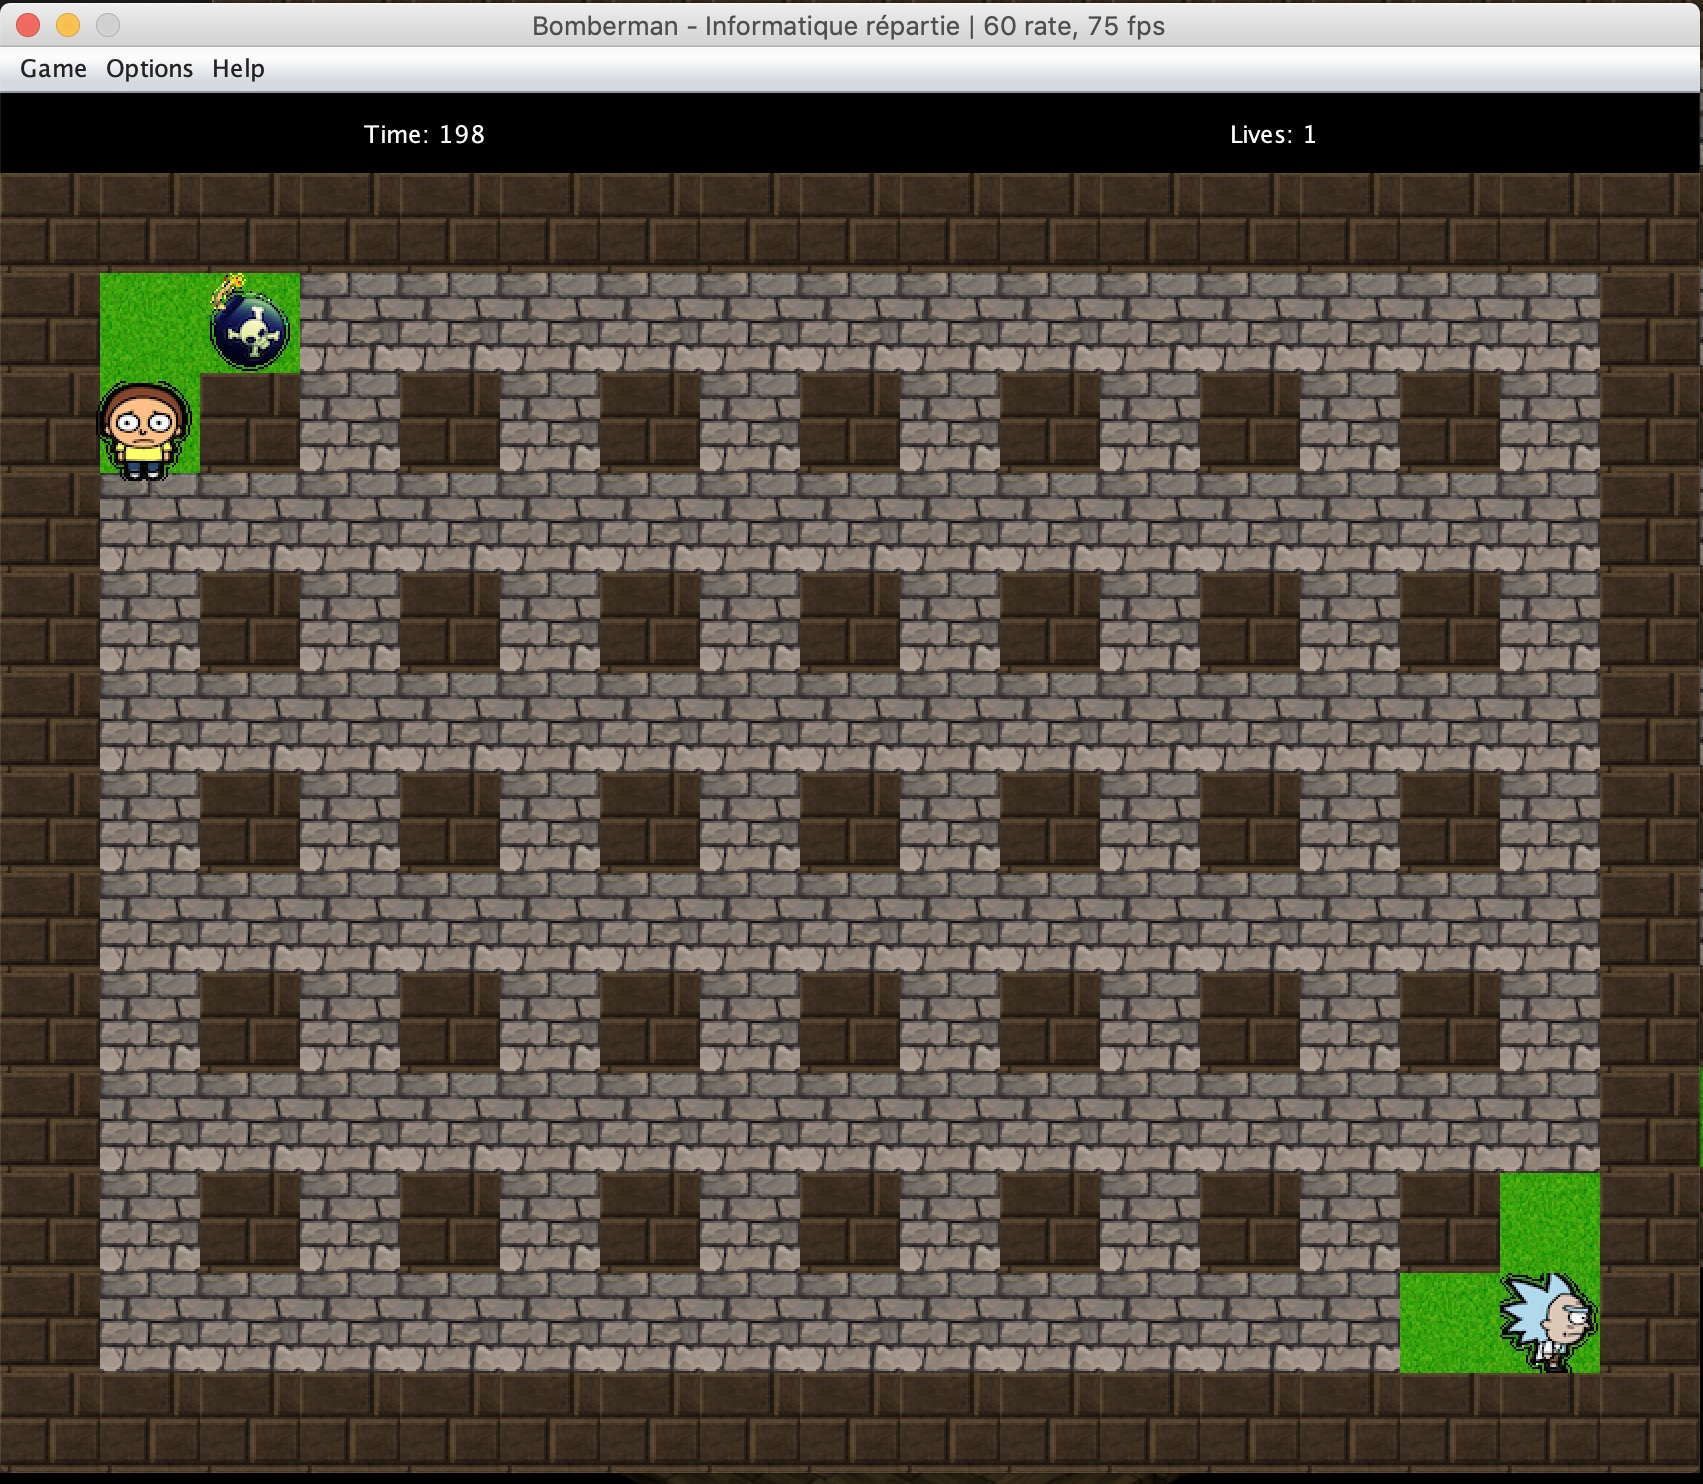 Bomberman - Informatique répartie | 60 rate, 75 fps
Game Options Help
Time: 198 Lives: 1